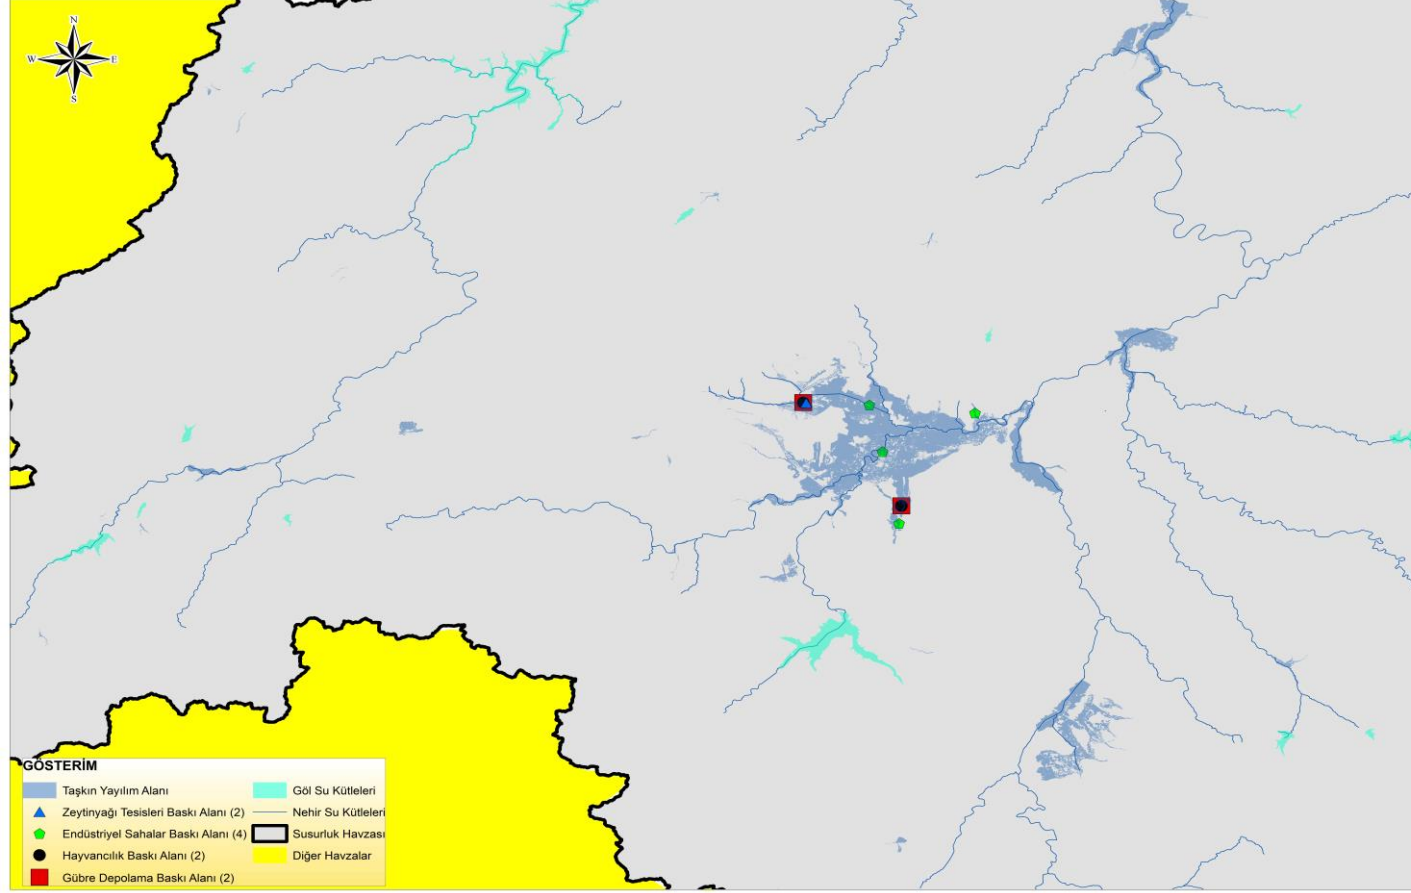 N
W E
S
GÖSTERİM
Taşkın Yayılım Alanı
Zeytinyağı Tesisleri Baskı Alanı (2)
Endüstriyel Sahalar Baskı Alanı (4)
Hayvancılık Baskı Alanı (2)
Gübre Depolama Baskı Alanı (2)
Göl Su Kütleleri
Nehir Su Kütleleri
Susurluk Havzası
Diğer Havzalar